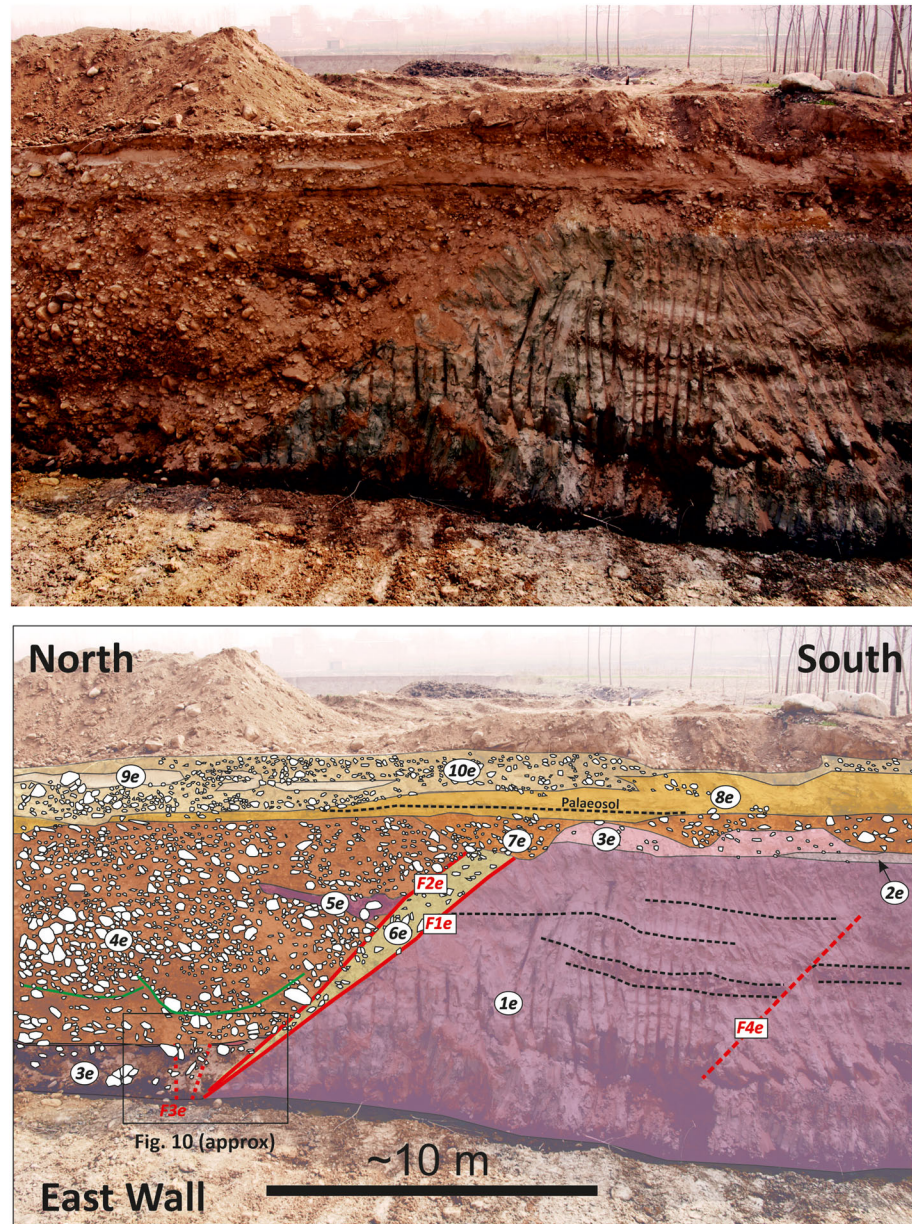 North
South
9e
10e
8e
Palaeosol
7e
3e
F2e
2e
5e
6e
F1e
4e
1e
F4e
3e
F3e
Fig. 10 (approx)
~10 m
East Wall